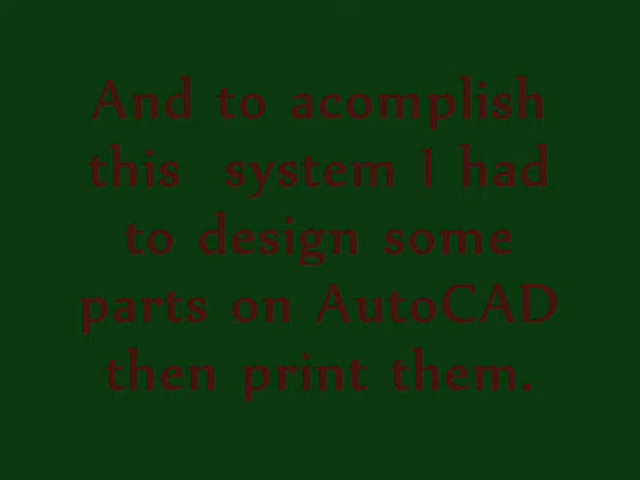 And to acomplish
this system I had
to design some
parts on AutoCAD
then print them.